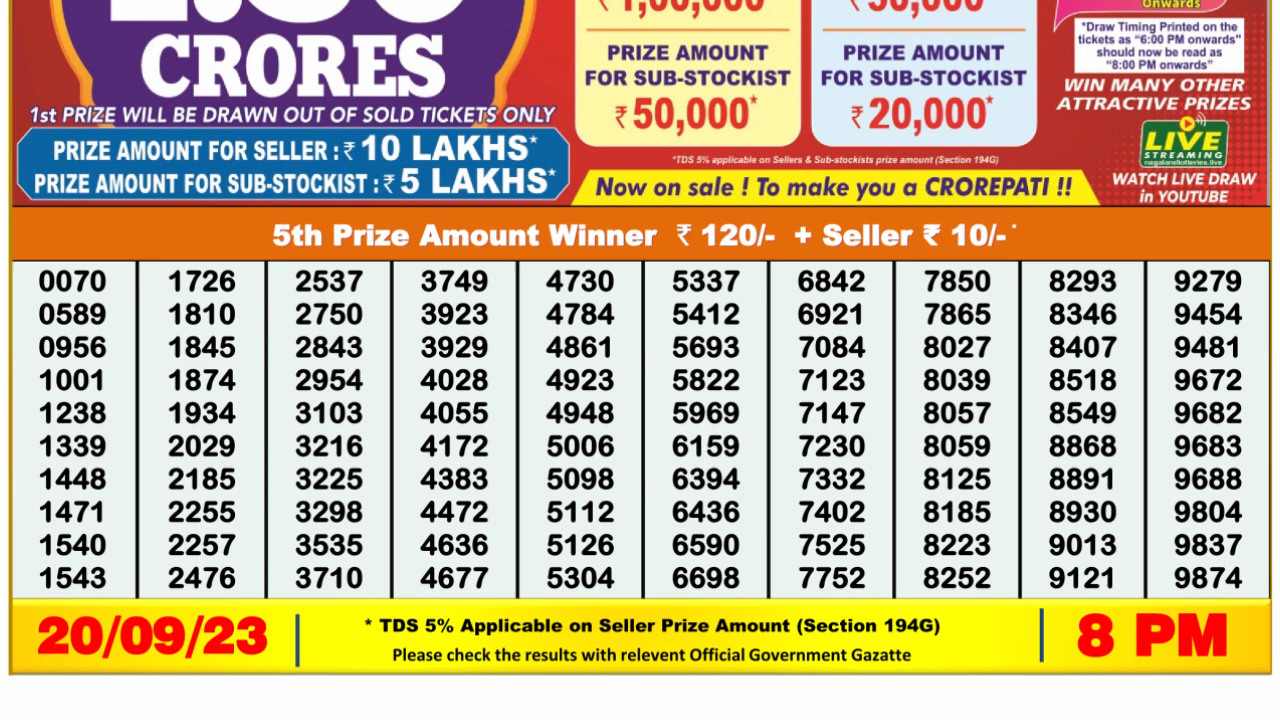 CRORES
1st PRIZE WILL BE DRAWN OUT OF SOLD TICKETS ONLY
PRIZE AMOUNT FOR SELLER : ₹ 10 LAKHS*
PRIZE AMOUNT FOR SUB-STOCKIST : ₹ 5 LAKHS*
PRIZE AMOUNT
FOR SUB-STOCKIST
₹ 50,000*
PRIZE AMOUNT
FOR SUB-STOCKIST
₹ 20,000*
*TDS 5% applicable on Sellers & Sub-stockists prize amount (Section 194G)
Now on sale ! To make you a CROREPATI !!
Onwards
*Draw Timing Printed on the
tickets as “6:00 PM onwards”
should now be read as
“8:00 PM onwards”
WIN MANY OTHER
ATTRACTIVE PRIZES
LIVE
STREAMING
nagalandlotteries.live
WATCH LIVE DRAW
in YOUTUBE
5th Prize Amount Winner ₹ 120/- + Seller ₹ 10/-*
0070 1726 2537 3749 4730 5337 6842 7850 8293 9279
0589 1810 2750 3923 4784 5412 6921 7865 8346 9454
0956 1845 2843 3929 4861 5693 7084 8027 8407 9481
1001 1874 2954 4028 4923 5822 7123 8039 8518 9672
1238 1934 3103 4055 4948 5969 7147 8057 8549 9682
1339 2029 3216 4172 5006 6159 7230 8059 8868 9683
1448 2185 3225 4383 5098 6394 7332 8125 8891 9688
1471 2255 3298 4472 5112 6436 7402 8185 8930 9804
1540 2257 3535 4636 5126 6590 7525 8223 9013 9837
1543 2476 3710 4677 5304 6698 7752 8252 9121 9874
20/09/23
* TDS 5% Applicable on Seller Prize Amount (Section 194G)
Please check the results with relevent Official Government Gazatte
8 PM